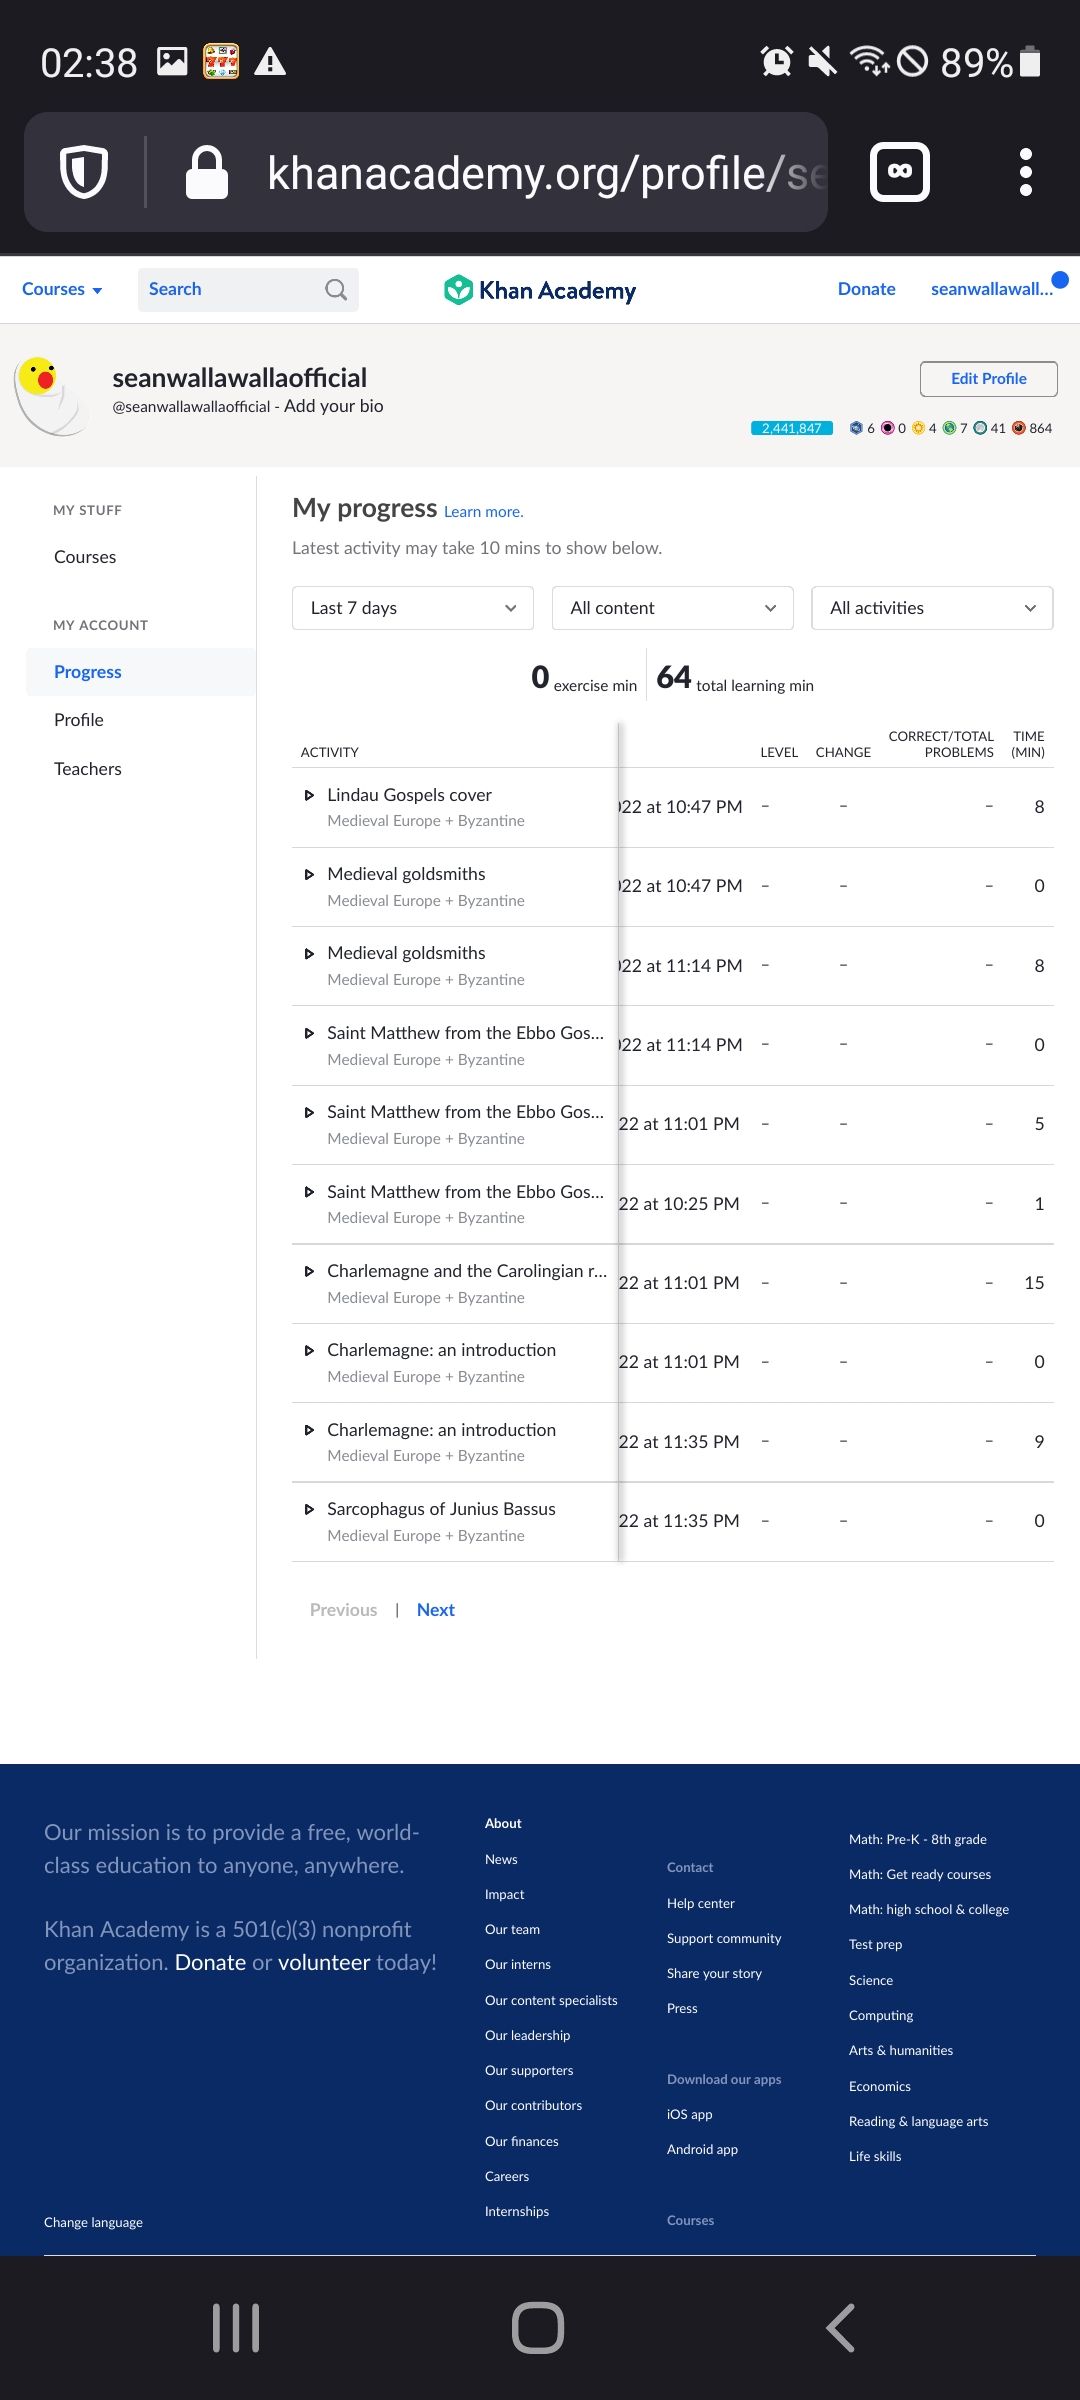 02:38
89%
khanacademy.org/profile/se
Courses
Search
Khan Academy
Donate
seanwallawall...
seanwallawallaofficial
@seanwallawallaofficial - Add your bio
Edit Profile
2,441,847
6 0 4 7 41 864
MY STUFF
Courses
MY ACCOUNT
Progress
Profile
Teachers
My progress Learn more.
Latest activity may take 10 mins to show below.
Last 7 days
All content
All activities
0 exercise min
64 total learning min
ACTIVITY LEVEL CHANGE CORRECT/TOTAL PROBLEMS TIME (MIN)
Lindau Gospels cover
Medieval Europe + Byzantine
022 at 10:47 PM – – – 8
Medieval goldsmiths
Medieval Europe + Byzantine
022 at 10:47 PM – – – 0
Medieval goldsmiths
Medieval Europe + Byzantine
022 at 11:14 PM – – – 8
Saint Matthew from the Ebbo Gos...
Medieval Europe + Byzantine
022 at 11:14 PM – – – 0
Saint Matthew from the Ebbo Gos...
Medieval Europe + Byzantine
22 at 11:01 PM – – – 5
Saint Matthew from the Ebbo Gos...
Medieval Europe + Byzantine
22 at 10:25 PM – – – 1
Charlemagne and the Carolingian r...
Medieval Europe + Byzantine
22 at 11:01 PM – – – 15
Charlemagne: an introduction
Medieval Europe + Byzantine
22 at 11:01 PM – – – 0
Charlemagne: an introduction
Medieval Europe + Byzantine
22 at 11:35 PM – – – 9
Sarcophagus of Junius Bassus
Medieval Europe + Byzantine
22 at 11:35 PM – – – 0
Previous | Next
Our mission is to provide a free, world-
class education to anyone, anywhere.
Khan Academy is a 501(c)(3) nonprofit
organization. Donate or volunteer today!
Change language
About
News
Impact
Our team
Our interns
Our content specialists
Our leadership
Our supporters
Our contributors
Our finances
Careers
Internships
Contact
Help center
Support community
Share your story
Press
Download our apps
iOS app
Android app
Courses
Math: Pre-K - 8th grade
Math: Get ready courses
Math: high school & college
Test prep
Science
Computing
Arts & humanities
Economics
Reading & language arts
Life skills